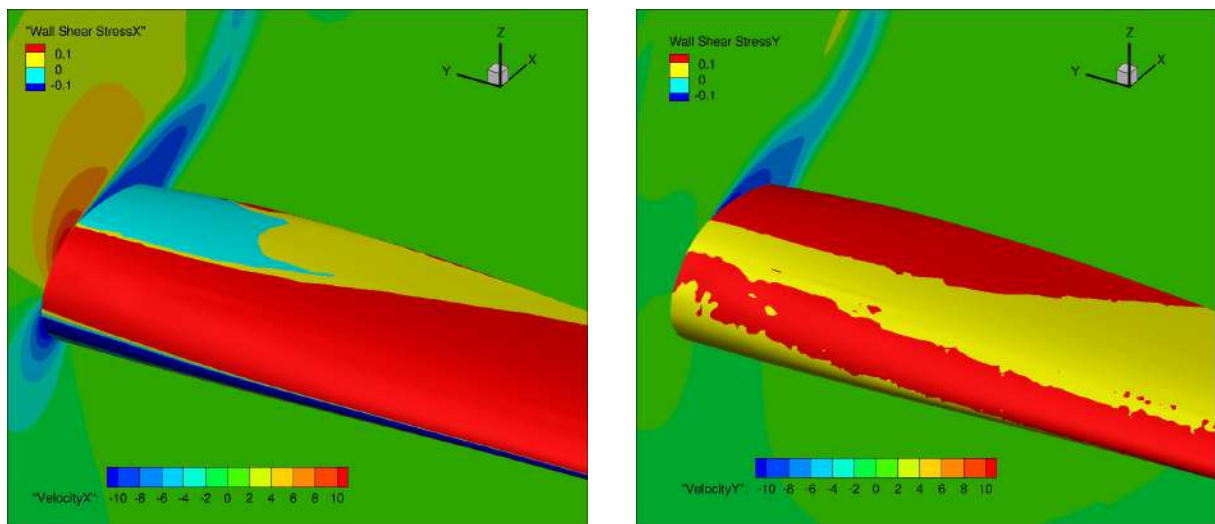 "Wall Shear StressX"
0.1
0
-0.1
Z
Y
X
"VelocityX":
-10 -8 -6 -4 -2 0 2 4 6 8 10
Wall Shear StressY
0.1
0
-0.1
Z
Y
X
"VelocityY":
-10 -8 -6 -4 -2 0 2 4 6 8 10